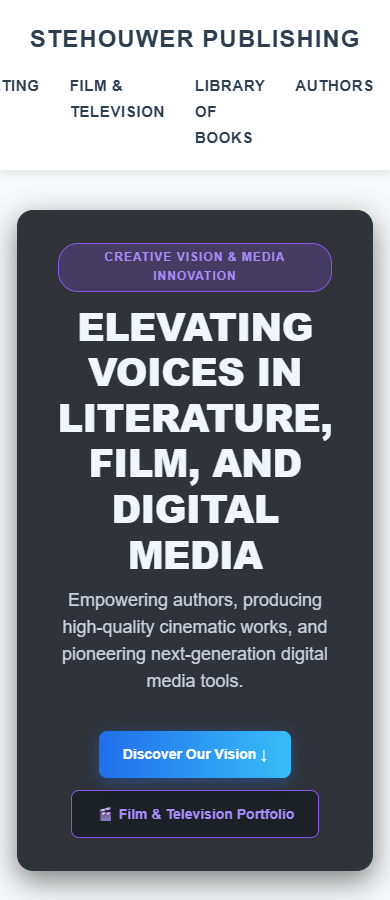 STEHOUWER PUBLISHING
TING FILM & LIBRARY AUTHORS
TELEVISION OF
BOOKS
CREATIVE VISION & MEDIA
INNOVATION
ELEVATING
VOICES IN
LITERATURE,
FILM, AND
DIGITAL
MEDIA
Empowering authors, producing
high-quality cinematic works, and
pioneering next-generation digital
media tools.
Discover Our Vision ↓
🎬 Film & Television Portfolio